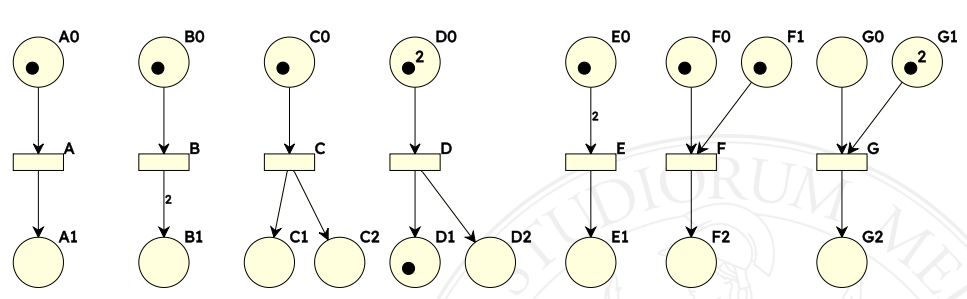 A0 B0 C0 D0 E0 F0 F1 G0 G1
2 2
2
A B C D E F G
2
A1 B1 C1 C2 D1 D2 E1 F2 G2
STUDIORUM ME